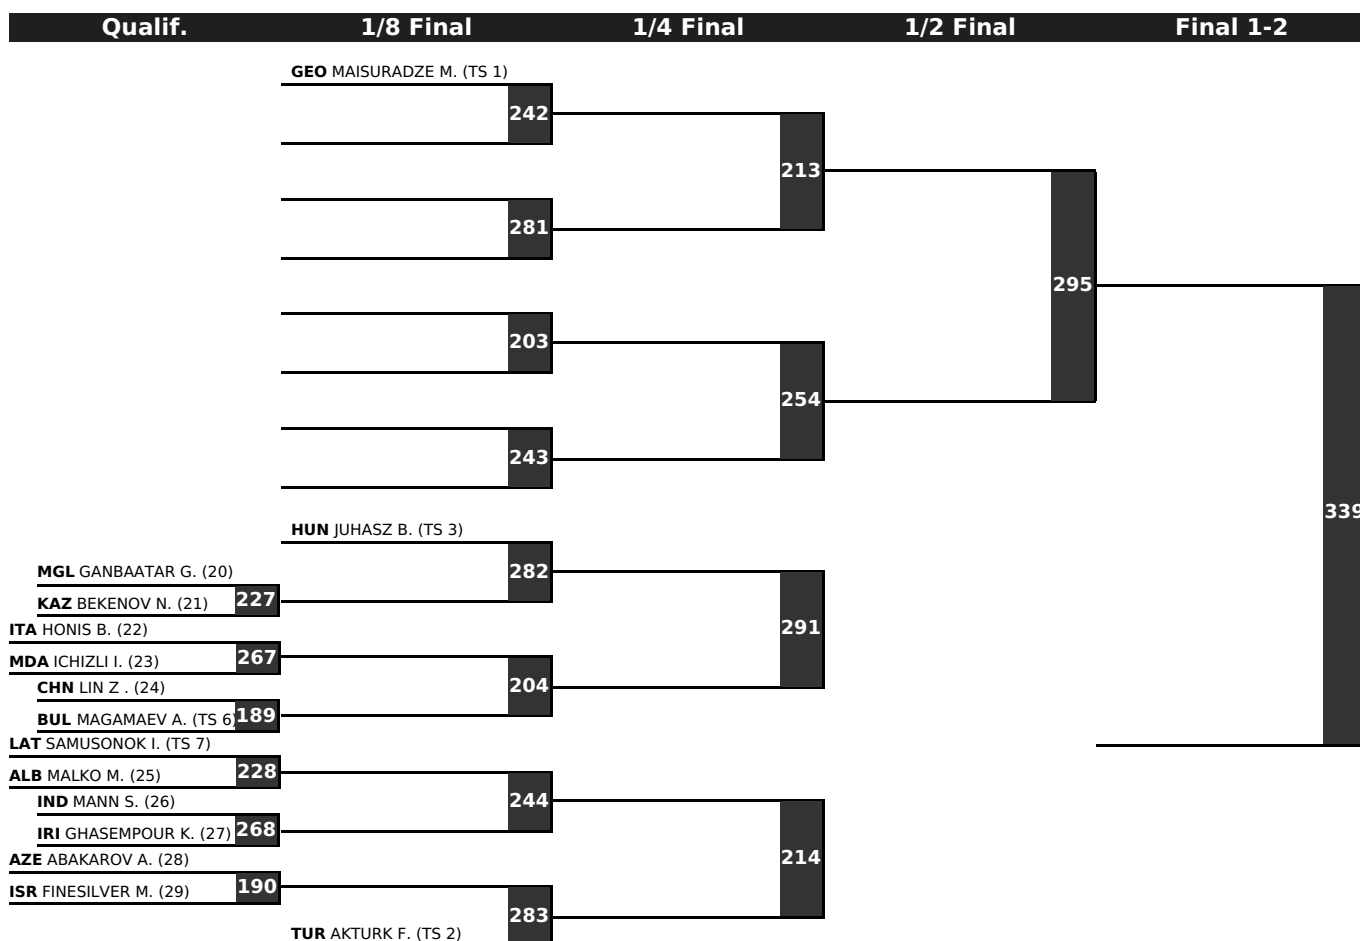 Qualif. 1/8 Final 1/4 Final 1/2 Final Final 1-2
GEO MAISURADZE M. (TS 1)
242
213
281
295
203
254
243
339
HUN JUHASZ B. (TS 3)
282
MGL GANBAATAR G. (20)
227
KAZ BEKENOV N. (21)
291
ITA HONIS B. (22)
267
MDA ICHIZLI I. (23)
204
CHN LIN Z . (24)
189
BUL MAGAMAEV A. (TS 6)
LAT SAMUSONOK I. (TS 7)
228
ALB MALKO M. (25)
244
IND MANN S. (26)
268
IRI GHASEMPOUR K. (27)
214
AZE ABAKAROV A. (28)
190
ISR FINESILVER M. (29)
283
TUR AKTURK F. (TS 2)